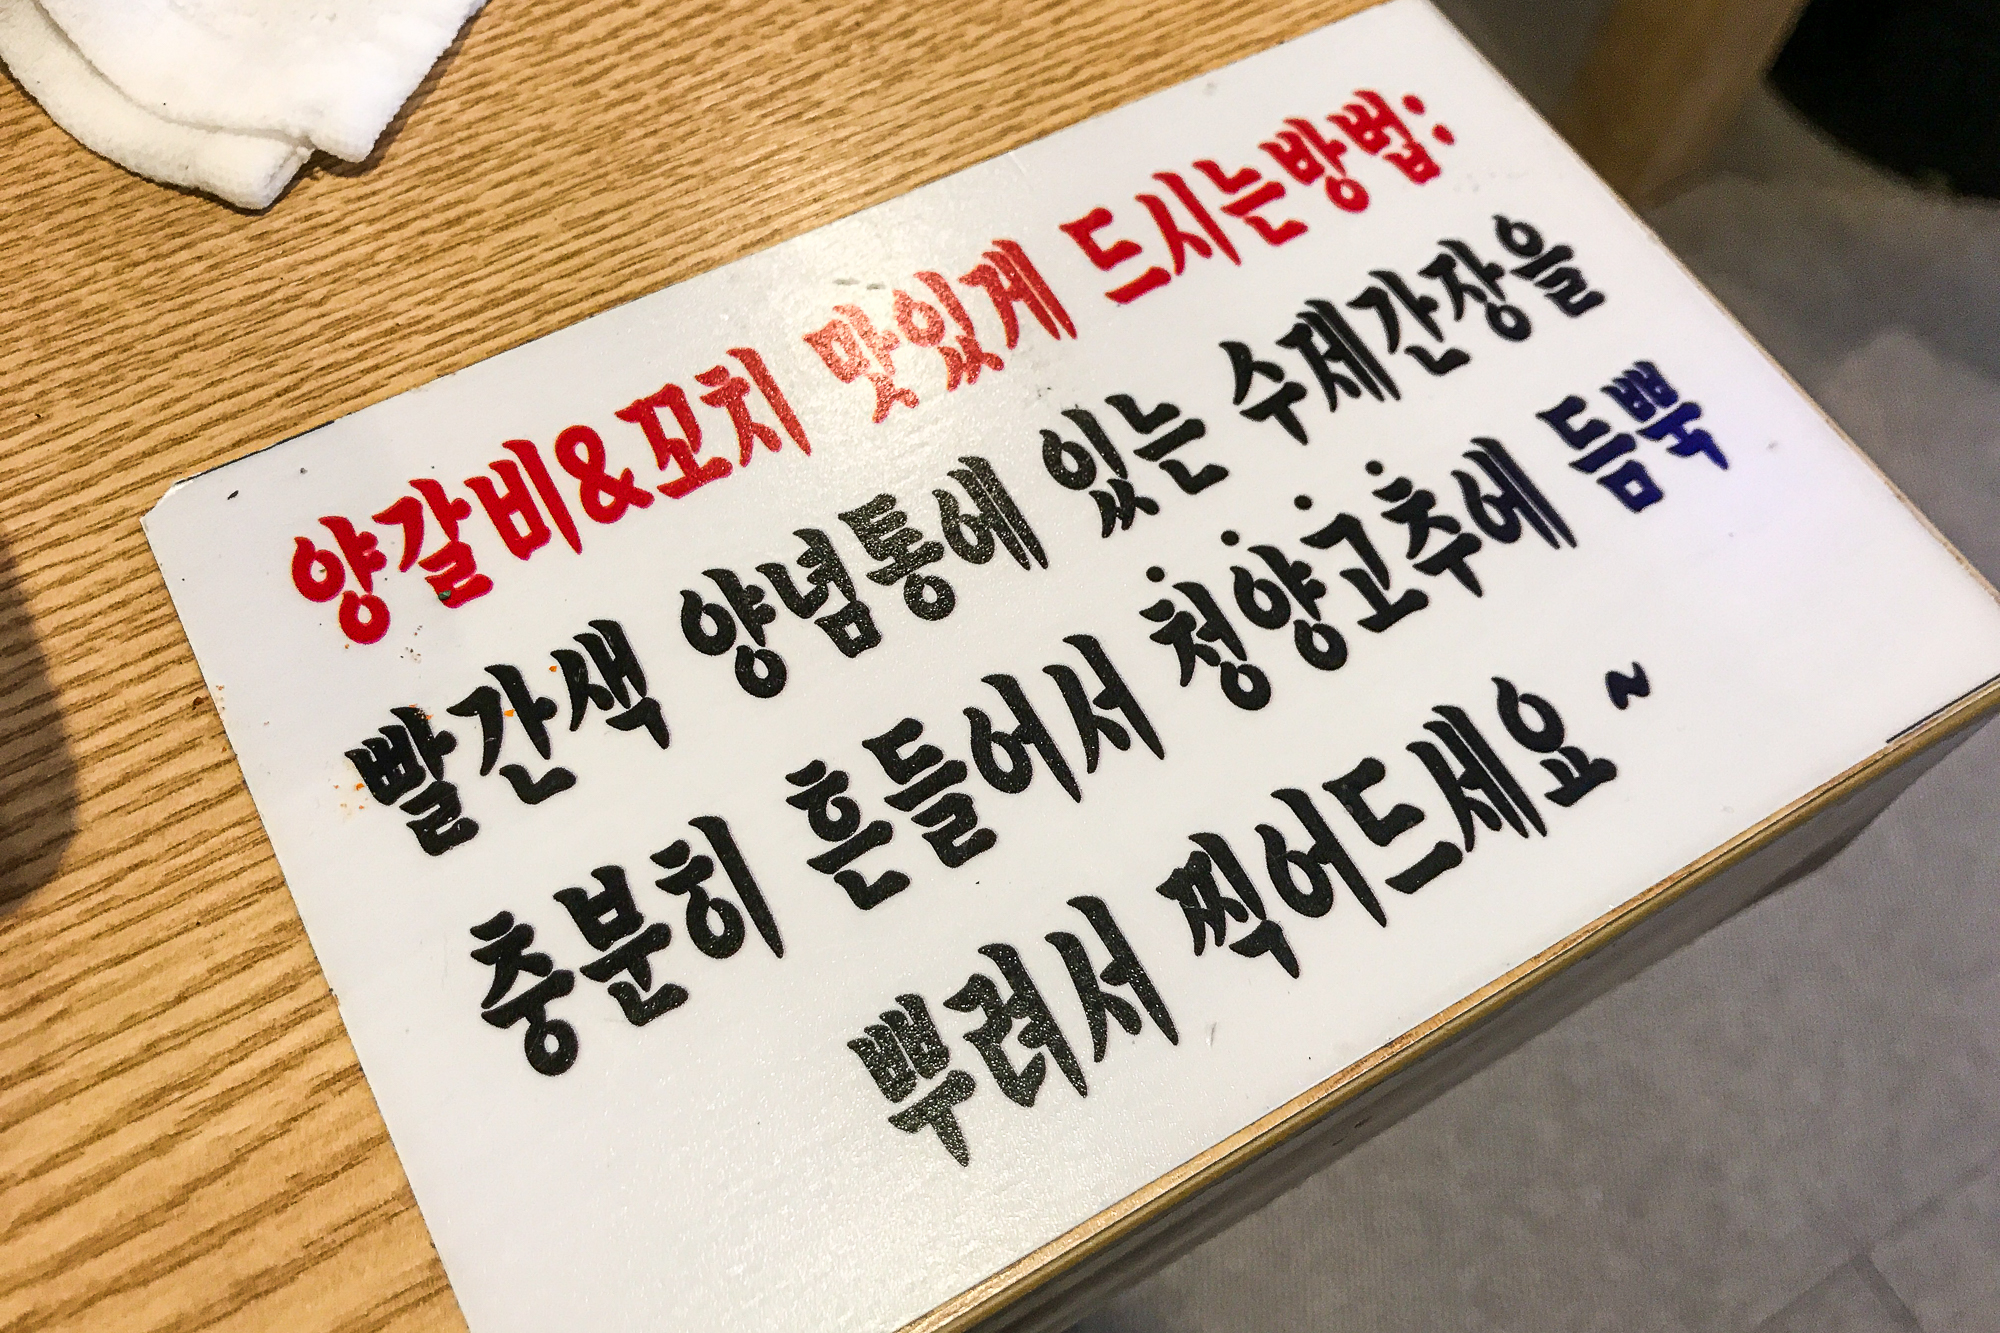 양갈비&꼬치 맛있게 드시는방법:
빨간색 양념통에 있는 수제간장을
충분히 흔들어서 청양고추에 듬뿍
뿌려서 찍어드세요 ~